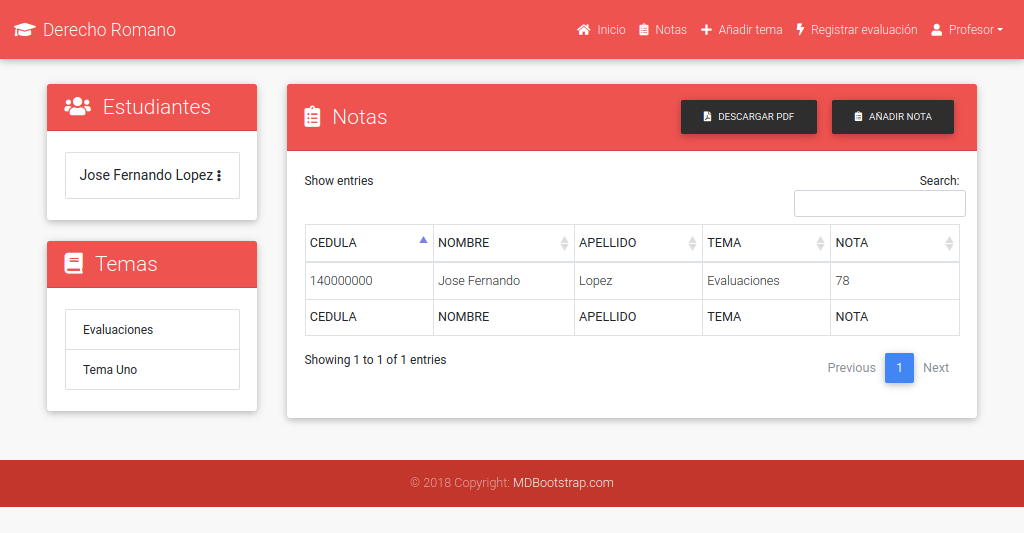 Derecho Romano
Inicio Notas Añadir tema Registrar evaluación Profesor
Estudiantes
Jose Fernando Lopez
Temas
Evaluaciones
Tema Uno
Notas
DESCARGAR PDF AÑADIR NOTA
Show entries
Search:
CEDULA NOMBRE APELLIDO TEMA NOTA
140000000 Jose Fernando Lopez Evaluaciones 78
CEDULA NOMBRE APELLIDO TEMA NOTA
Showing 1 to 1 of 1 entries
Previous 1 Next
© 2018 Copyright: MDBootstrap.com